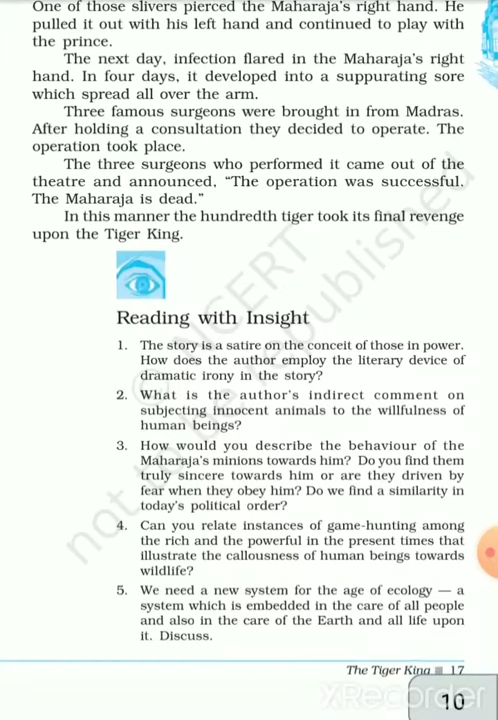 One of those slivers pierced the Maharaja's right hand. He
pulled it out with his left hand and continued to play with
the prince.
The next day, infection flared in the Maharaja's right
hand. In four days, it developed into a suppurating sore
which spread all over the arm.
Three famous surgeons were brought in from Madras.
After holding a consultation they decided to operate. The
operation took place.
The three surgeons who performed it came out of the
theatre and announced, “The operation was successful.
The Maharaja is dead.”
In this manner the hundredth tiger took its final revenge
upon the Tiger King.
Reading with Insight
1. The story is a satire on the conceit of those in power.
How does the author employ the literary device of
dramatic irony in the story?
2. What is the author's indirect comment on
subjecting innocent animals to the willfulness of
human beings?
3. How would you describe the behaviour of the
Maharaja's minions towards him? Do you find them
truly sincere towards him or are they driven by
fear when they obey him? Do we find a similarity in
today's political order?
4. Can you relate instances of game-hunting among
the rich and the powerful in the present times that
illustrate the callousness of human beings towards
wildlife?
5. We need a new system for the age of ecology — a
system which is embedded in the care of all people
and also in the care of the Earth and all life upon
it. Discuss.
The Tiger King 17
XRecorder
10
© NCERT
not to be republished